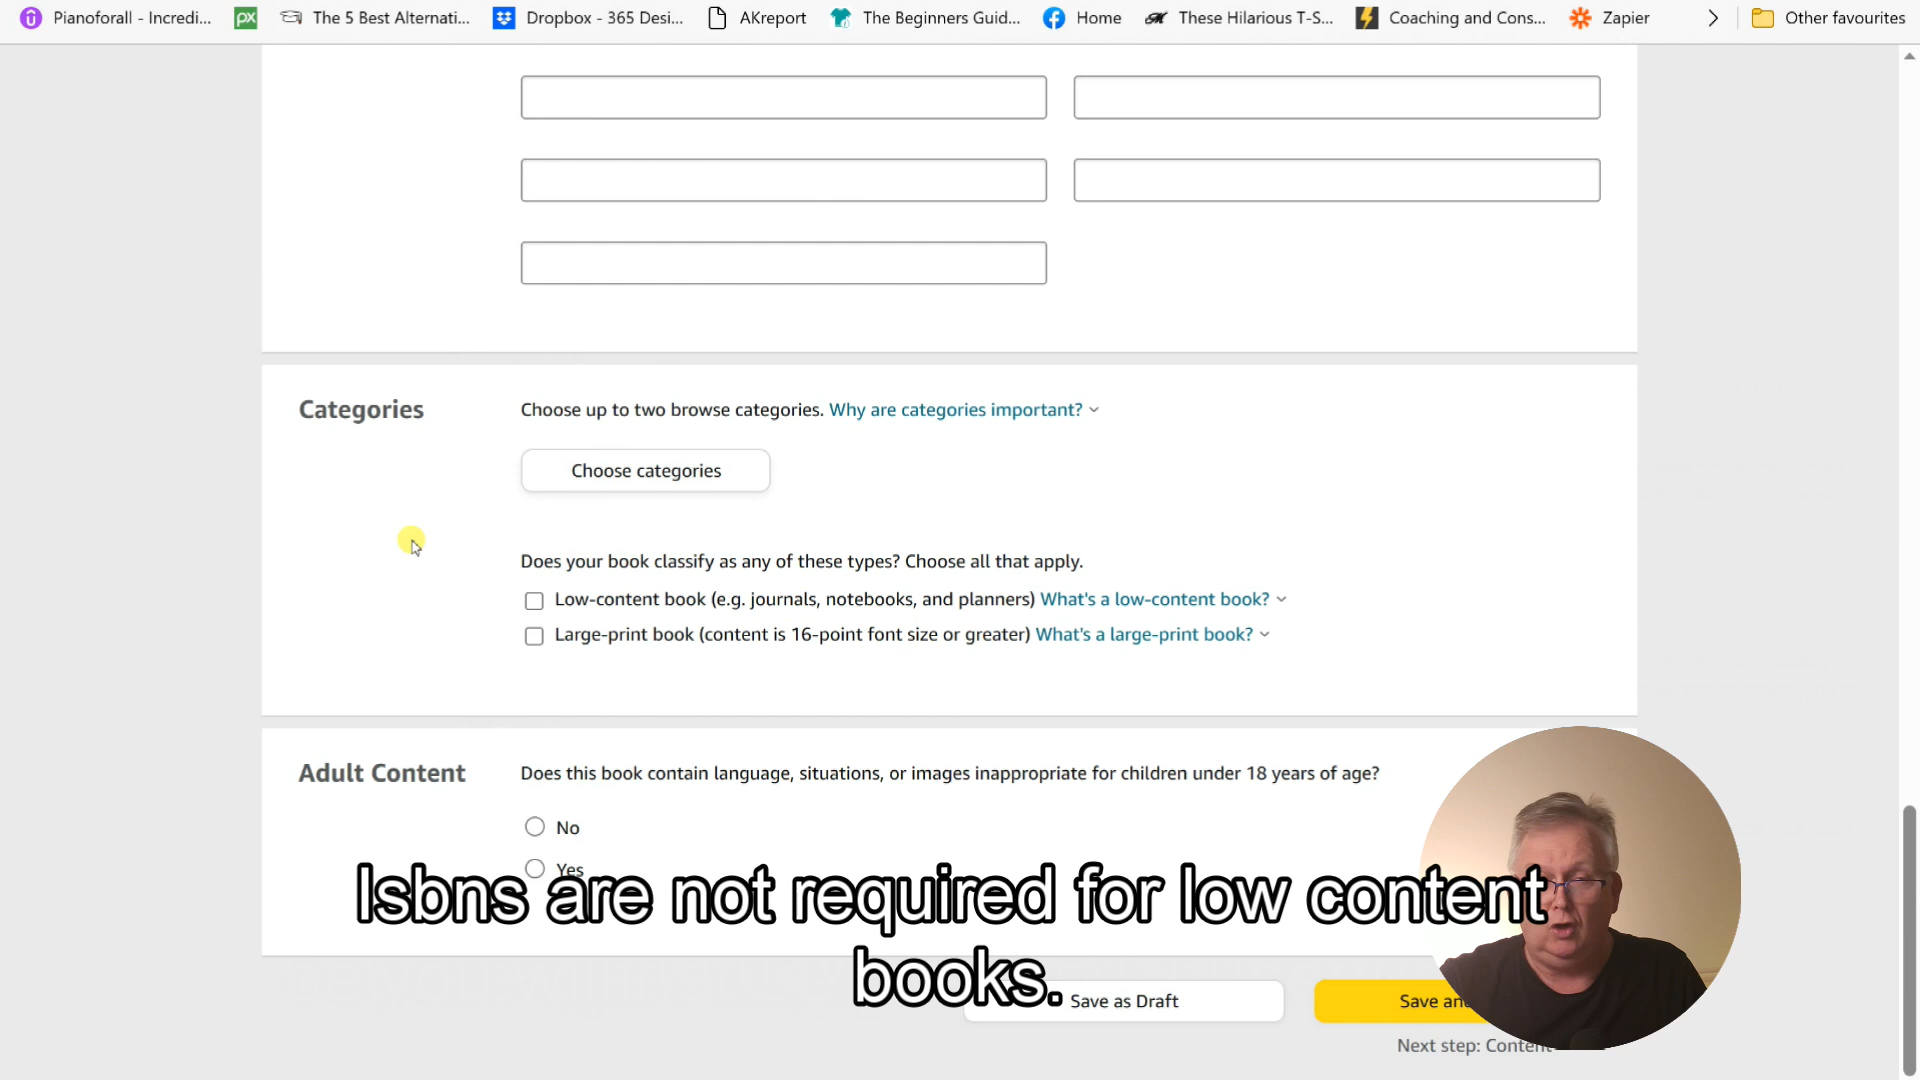 Pianoforall - Incredi...
The 5 Best Alternati...
Dropbox - 365 Desi...
AKreport
The Beginners Guid...
Home
These Hilarious T-S...
Coaching and Cons...
Zapier
Other favourites
Categories
Choose up to two browse categories. Why are categories important?
Choose categories
Does your book classify as any of these types? Choose all that apply.
Low-content book (e.g. journals, notebooks, and planners) What's a low-content book?
Large-print book (content is 16-point font size or greater) What's a large-print book?
Adult Content
Does this book contain language, situations, or images inappropriate for children under 18 years of age?
No
Yes
Isbns are not required for low content
books.
Save as Draft
Save an
Next step: Content